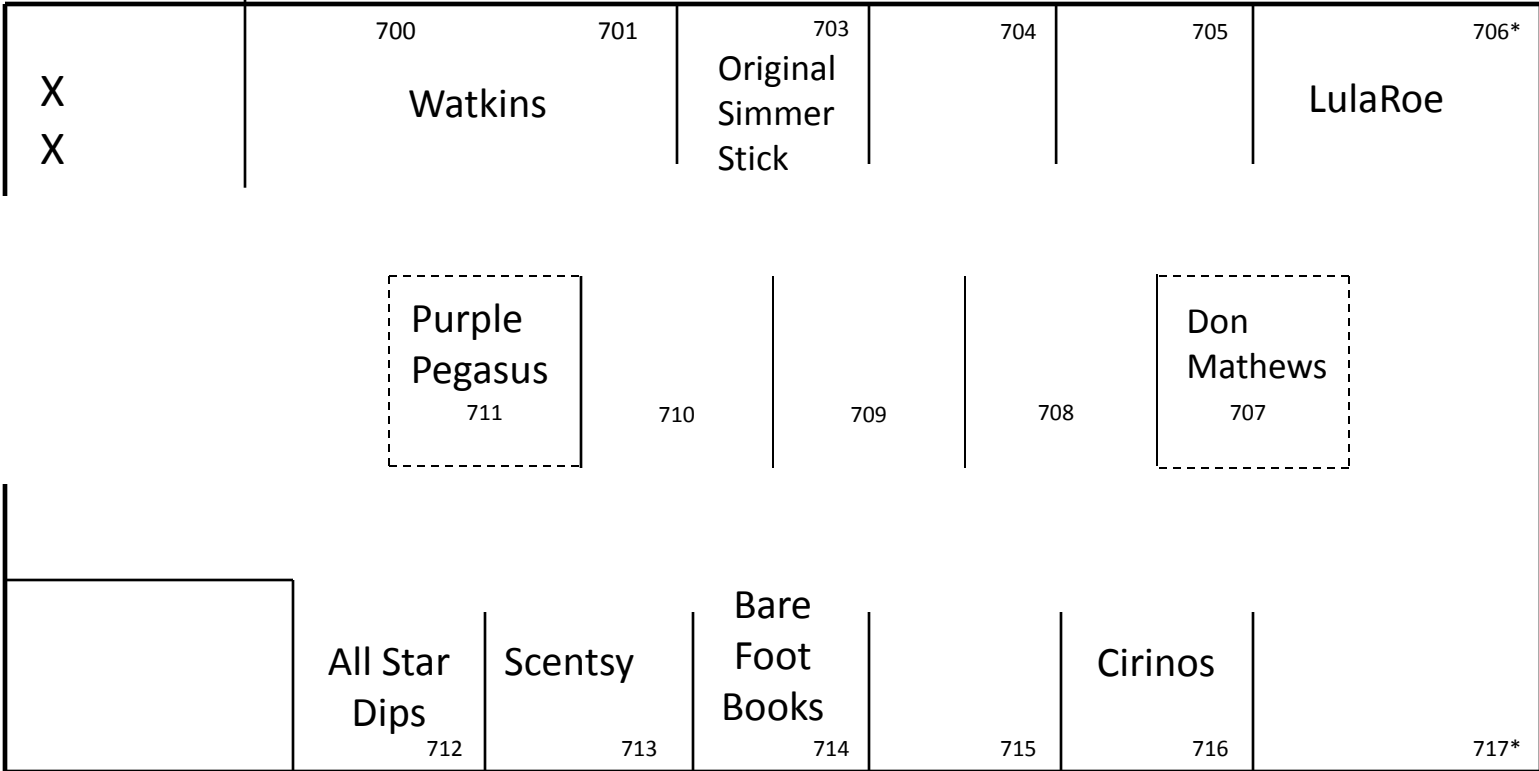 700 701 703 704 705 706*
X
X
Watkins
Original
Simmer
Stick
LulaRoe
Purple
Pegasus
711
710
709
708
Don
Mathews
707
All Star
Dips
712
Scentsy
713
Bare
Foot
Books
714
715
Cirinos
716
717*